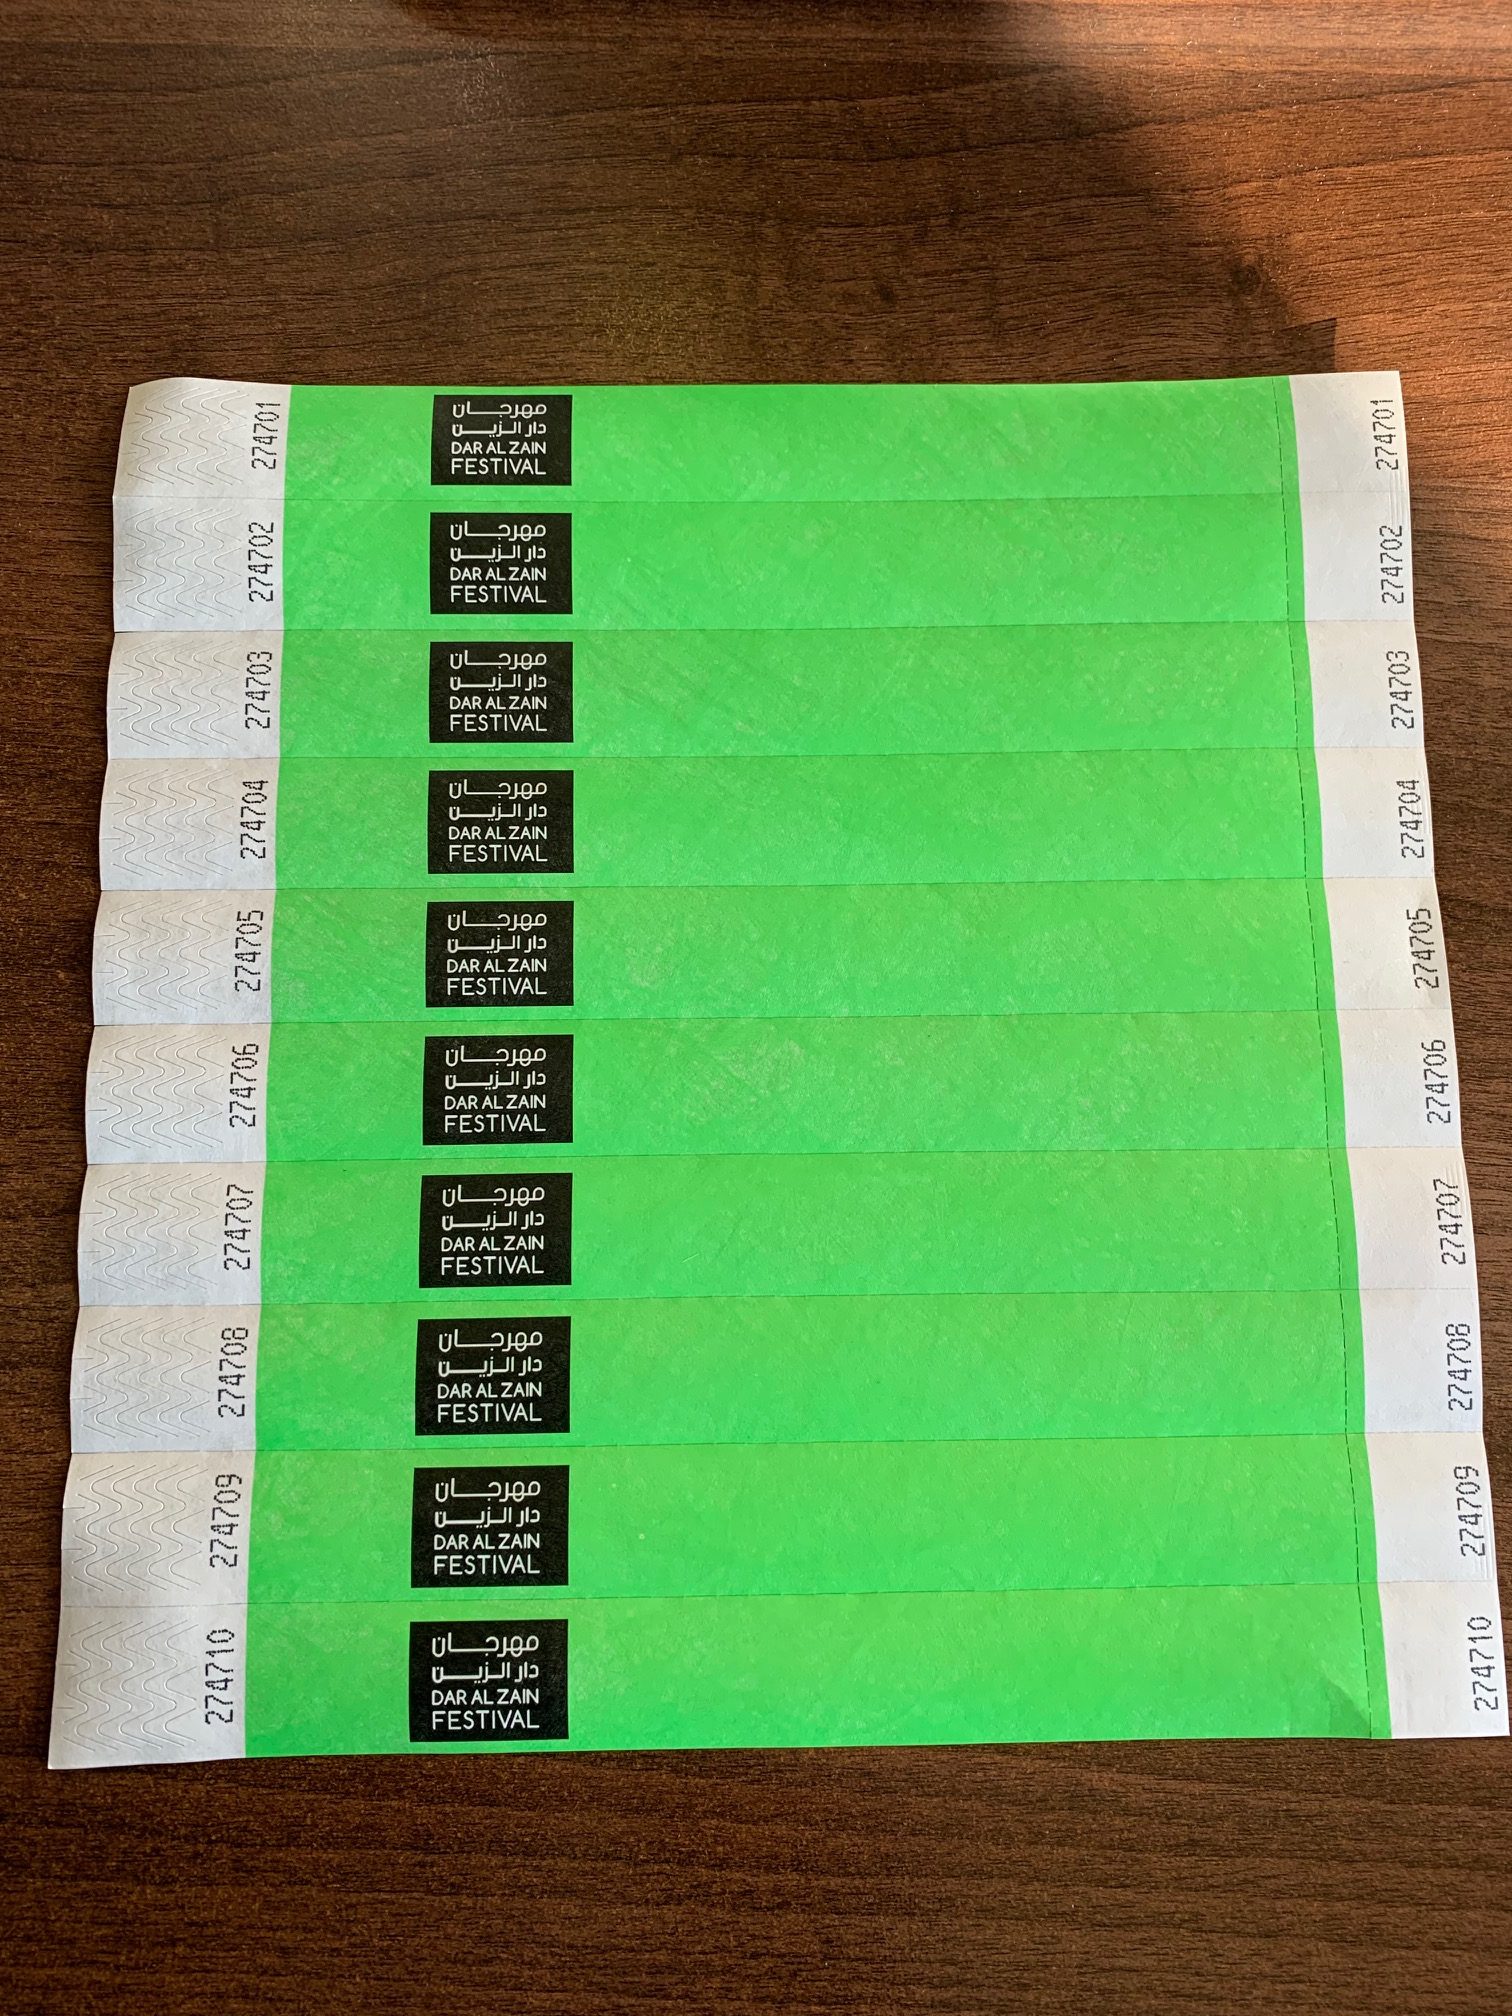 274701
مهرجان
دار الزين
DAR AL ZAIN
FESTIVAL
274701
274702
مهرجان
دار الزين
DAR AL ZAIN
FESTIVAL
274702
274703
مهرجان
دار الزين
DAR AL ZAIN
FESTIVAL
274703
274704
مهرجان
دار الزين
DAR AL ZAIN
FESTIVAL
274704
274705
مهرجان
دار الزين
DAR AL ZAIN
FESTIVAL
274705
274706
مهرجان
دار الزين
DAR AL ZAIN
FESTIVAL
274706
274707
مهرجان
دار الزين
DAR AL ZAIN
FESTIVAL
274707
274708
مهرجان
دار الزين
DAR AL ZAIN
FESTIVAL
274708
274709
مهرجان
دار الزين
DAR AL ZAIN
FESTIVAL
274709
274710
مهرجان
دار الزين
DAR AL ZAIN
FESTIVAL
274710